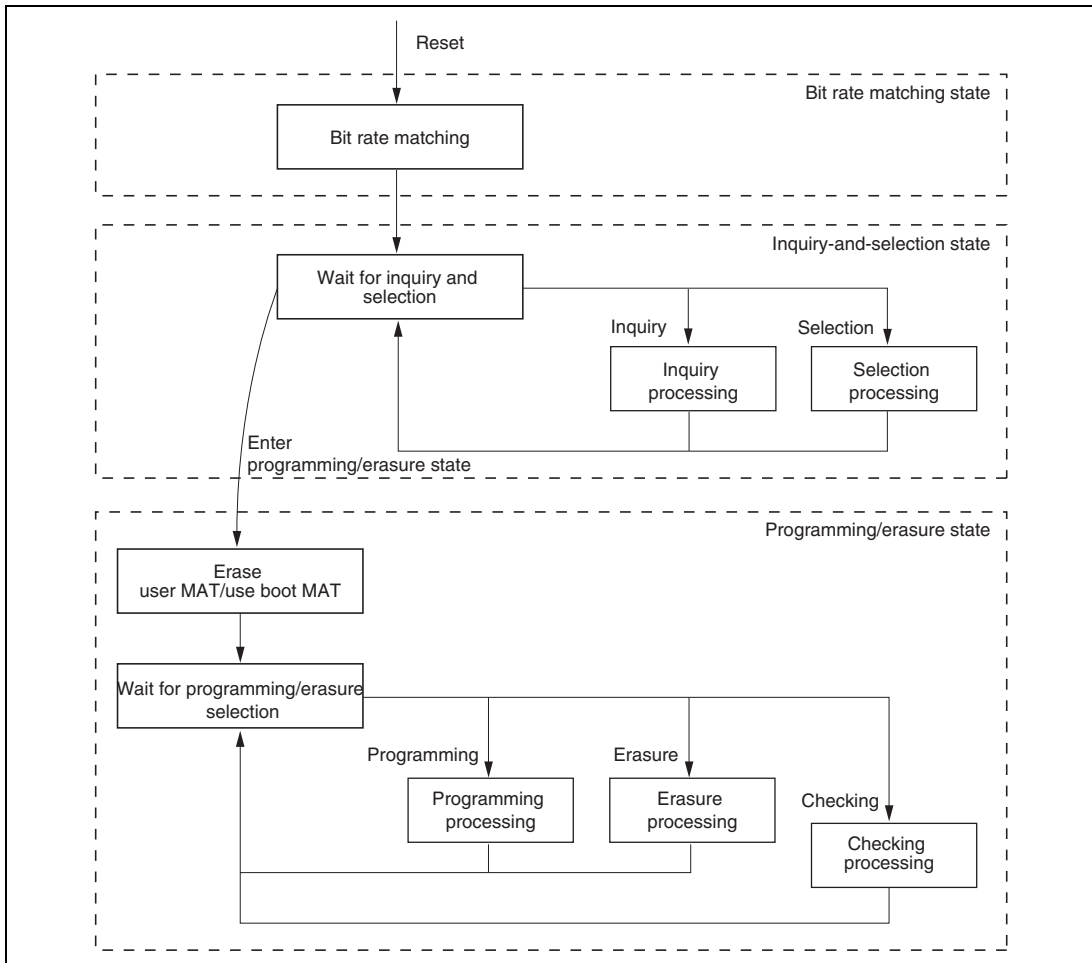 Reset
Bit rate matching state
Bit rate matching
Inquiry-and-selection state
Wait for inquiry and
selection
Inquiry
Selection
Inquiry
processing
Selection
processing
Enter
programming/erasure state
Programming/erasure state
Erase
user MAT/use boot MAT
Wait for programming/erasure
selection
Programming
Erasure
Checking
Programming
processing
Erasure
processing
Checking
processing